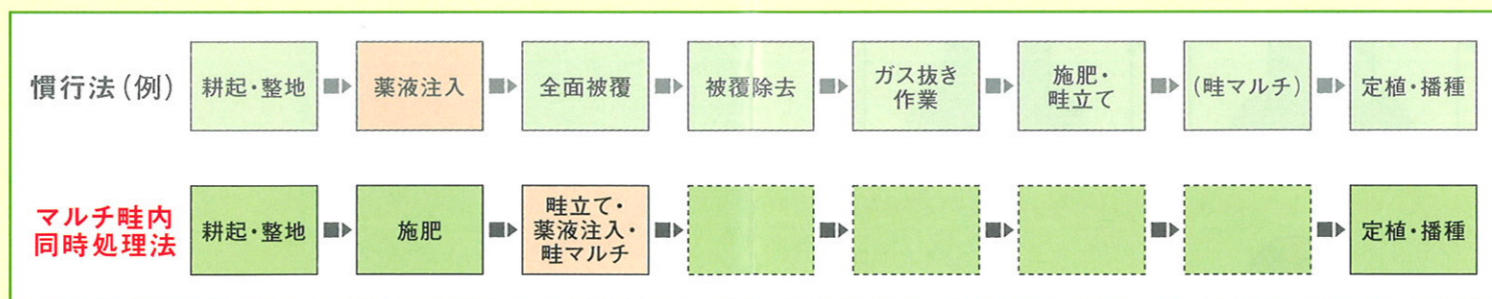 慣行法(例)
耕起・整地
薬液注入
全面被覆
被覆除去
ガス抜き
作業
施肥・
畦立て
(畦マルチ)
定植・播種
マルチ畦内
同時処理法
耕起・整地
施肥
畦立て・
薬液注入・
畦マルチ
定植・播種